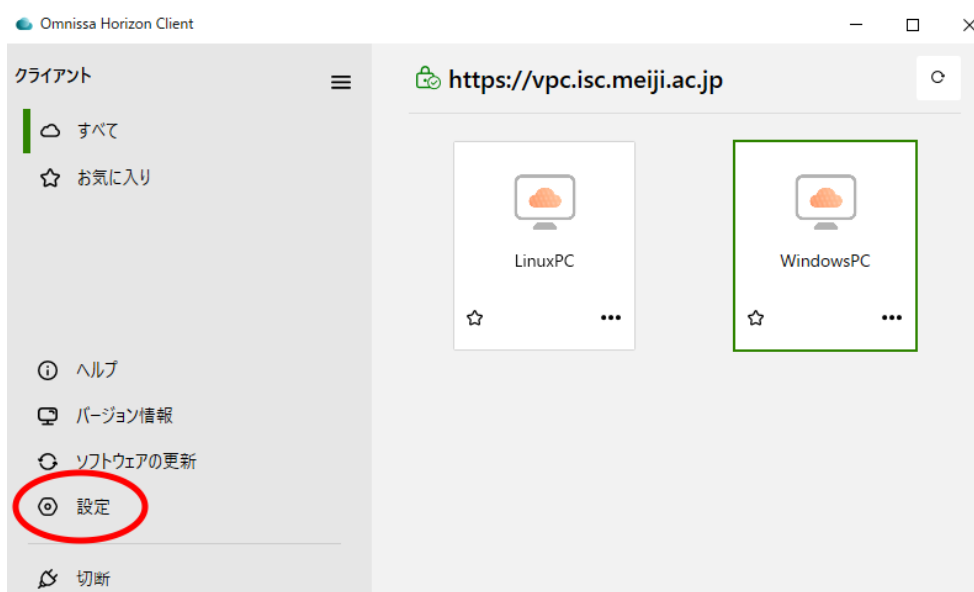 Omnissa Horizon Client
クライアント
すべて
お気に入り
ヘルプ
バージョン情報
ソフトウェアの更新
設定
切断
https://vpc.isc.meiji.ac.jp
LinuxPC
WindowsPC